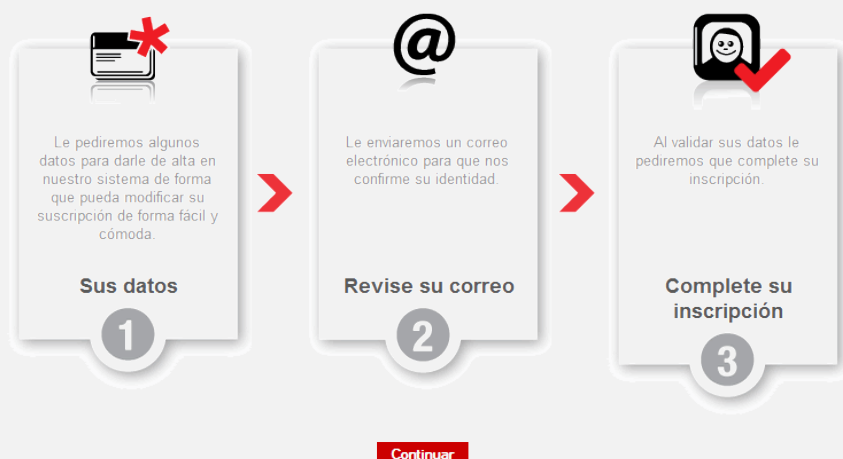 @
Le pediremos algunos
datos para darle de alta en
nuestro sistema de forma
que pueda modificar su
suscripción de forma fácil y
cómoda.
Sus datos
1
Le enviaremos un correo
electrónico para que nos
confirme su identidad.
Revise su correo
2
Al validar sus datos le
pediremos que complete su
inscripción.
Complete su
inscripción
3
Continuar